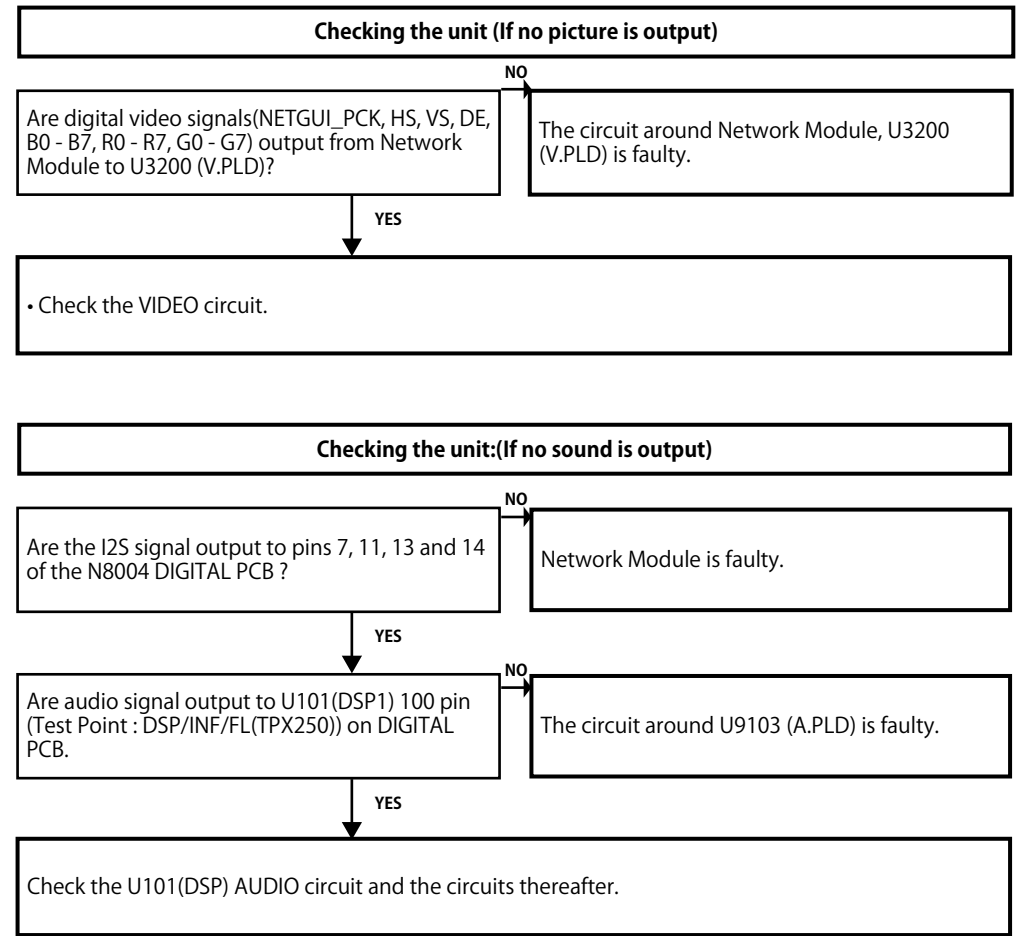 Checking the unit (If no picture is output)
NO
Are digital video signals(NETGUI_PCK, HS, VS, DE,
B0 - B7, R0 - R7, G0 - G7) output from Network
Module to U3200 (V.PLD)?
The circuit around Network Module, U3200
(V.PLD) is faulty.
YES
• Check the VIDEO circuit.
Checking the unit:(If no sound is output)
NO
Are the I2S signal output to pins 7, 11, 13 and 14
of the N8004 DIGITAL PCB ?
Network Module is faulty.
YES
NO
Are audio signal output to U101(DSP1) 100 pin
(Test Point : DSP/INF/FL(TPX250)) on DIGITAL
PCB.
The circuit around U9103 (A.PLD) is faulty.
YES
Check the U101(DSP) AUDIO circuit and the circuits thereafter.